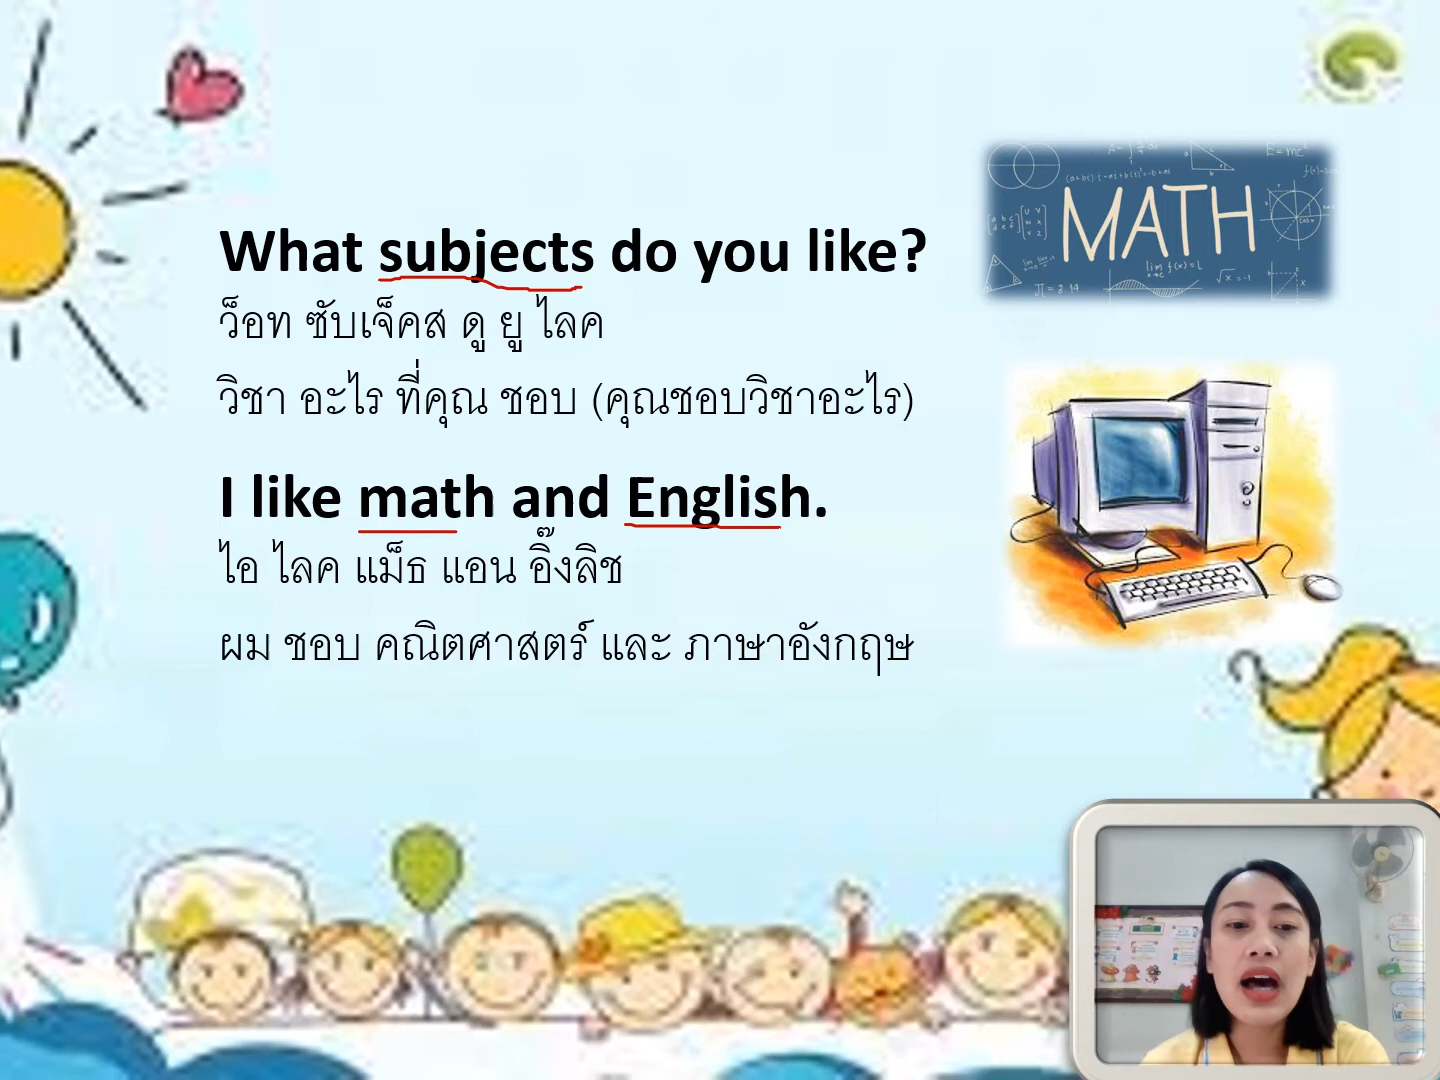 What subjects do you like?
ว็อท ซับเจ็คส ดู ยู ไลค
วิชา อะไร ที่คุณ ชอบ (คุณชอบวิชาอะไร)
I like math and English.
ไอ ไลค แม็ธ แอน อิ๊งลิช
ผม ชอบ คณิตศาสตร์ และ ภาษาอังกฤษ
MATH
E=mc²